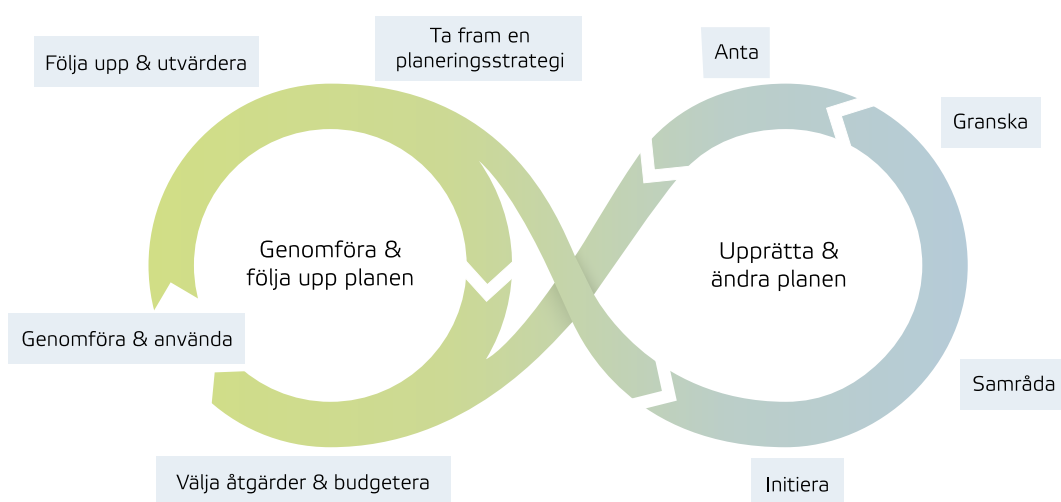 Följa upp & utvärdera
Ta fram en
planeringsstrategi
Anta
Granska
Genomföra &
följa upp planen
Upprätta &
ändra planen
Genomföra & använda
Samråda
Välja åtgärder & budgetera
Initiera